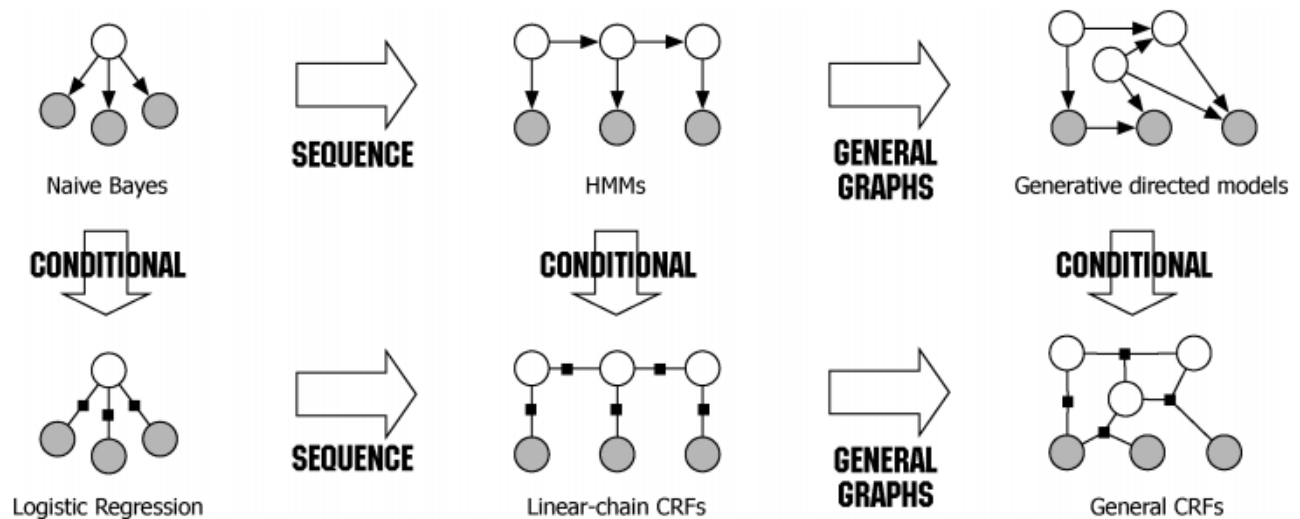 SEQUENCE
GENERAL
GRAPHS
Naive Bayes
HMMs
Generative directed models
CONDITIONAL
CONDITIONAL
CONDITIONAL
SEQUENCE
GENERAL
GRAPHS
Logistic Regression
Linear-chain CRFs
General CRFs